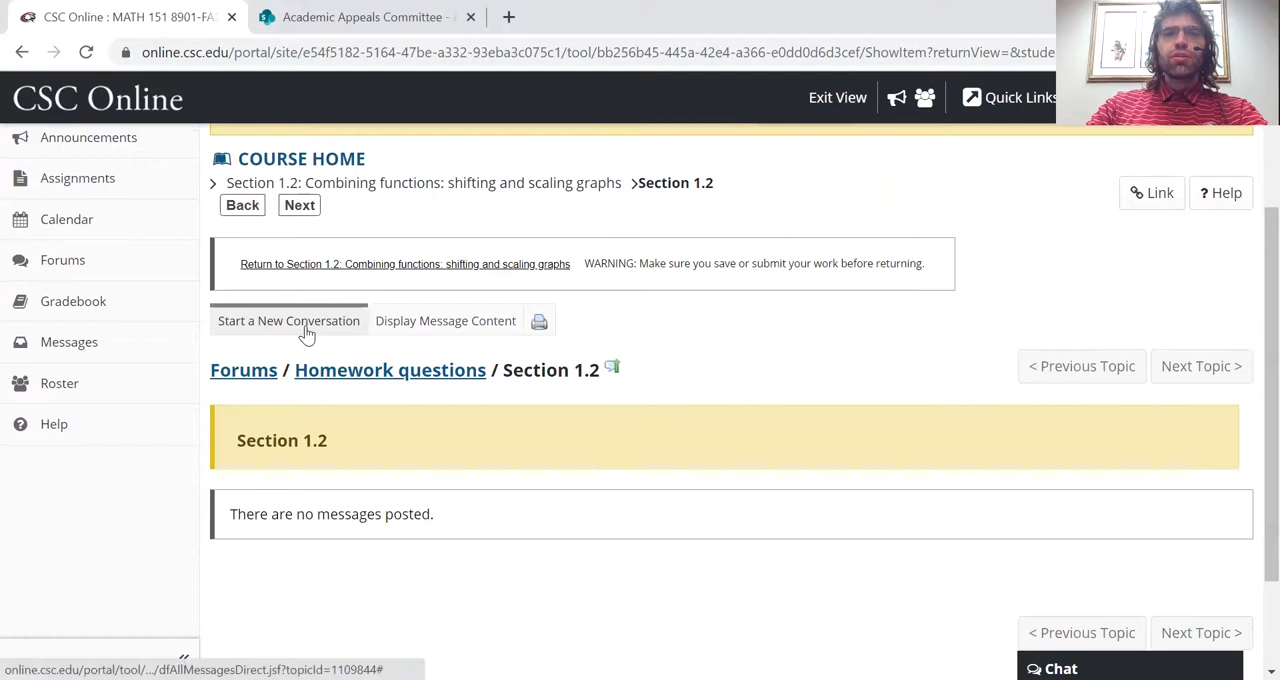 CSC Online : MATH 151 8901-FA
Academic Appeals Committee -
online.csc.edu/portal/site/e54f5182-5164-47be-a332-93eba3c075c1/tool/bb256b45-445a-42e4-a366-e0dd0d6d3cef/ShowItem?returnView=&stude
CSC Online
Exit View
Quick Links
Announcements
Assignments
Calendar
Forums
Gradebook
Messages
Roster
Help
COURSE HOME
Section 1.2: Combining functions: shifting and scaling graphs >Section 1.2
Back Next
Link
? Help
Return to Section 1.2: Combining functions: shifting and scaling graphs WARNING: Make sure you save or submit your work before returning.
Start a New Conversation Display Message Content
Forums / Homework questions / Section 1.2
< Previous Topic Next Topic >
Section 1.2
There are no messages posted.
< Previous Topic Next Topic >
Chat
online.csc.edu/portal/tool/.../dfAllMessagesDirect.jsf?topicId=1109844#